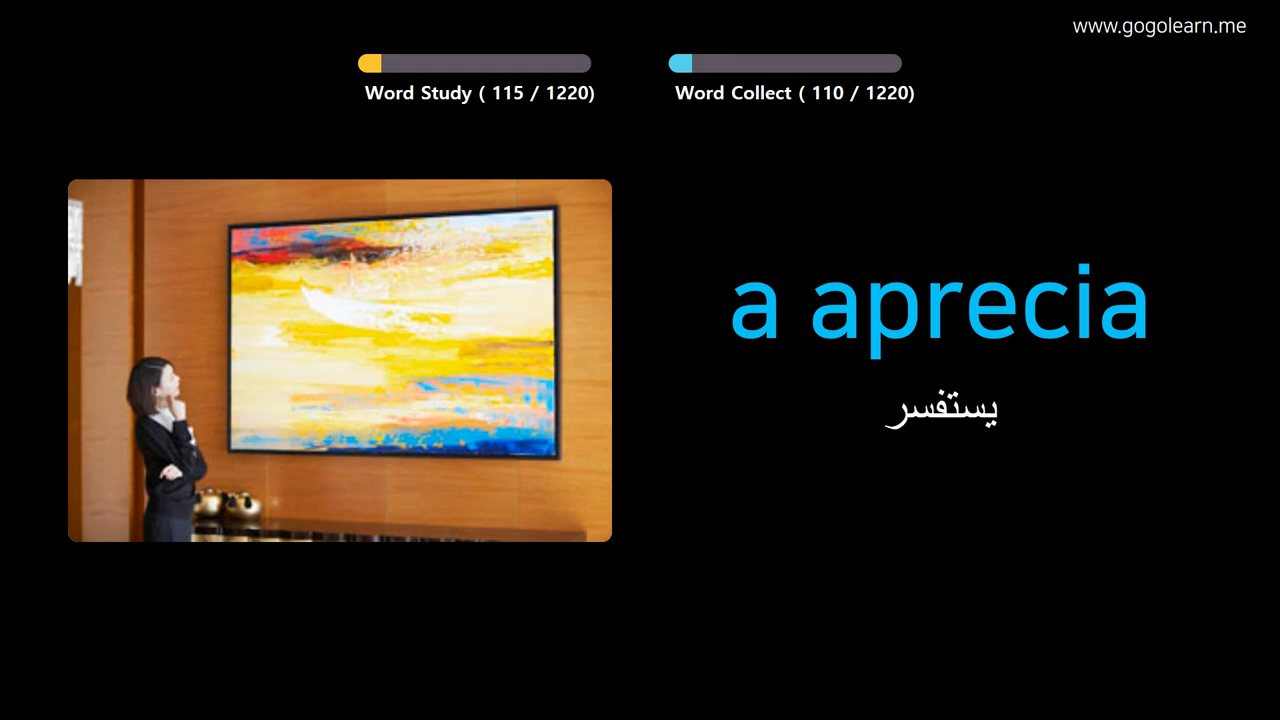 www.gogolearn.me
Word Study ( 115 / 1220)
Word Collect ( 110 / 1220)
a aprecia
يستفسر